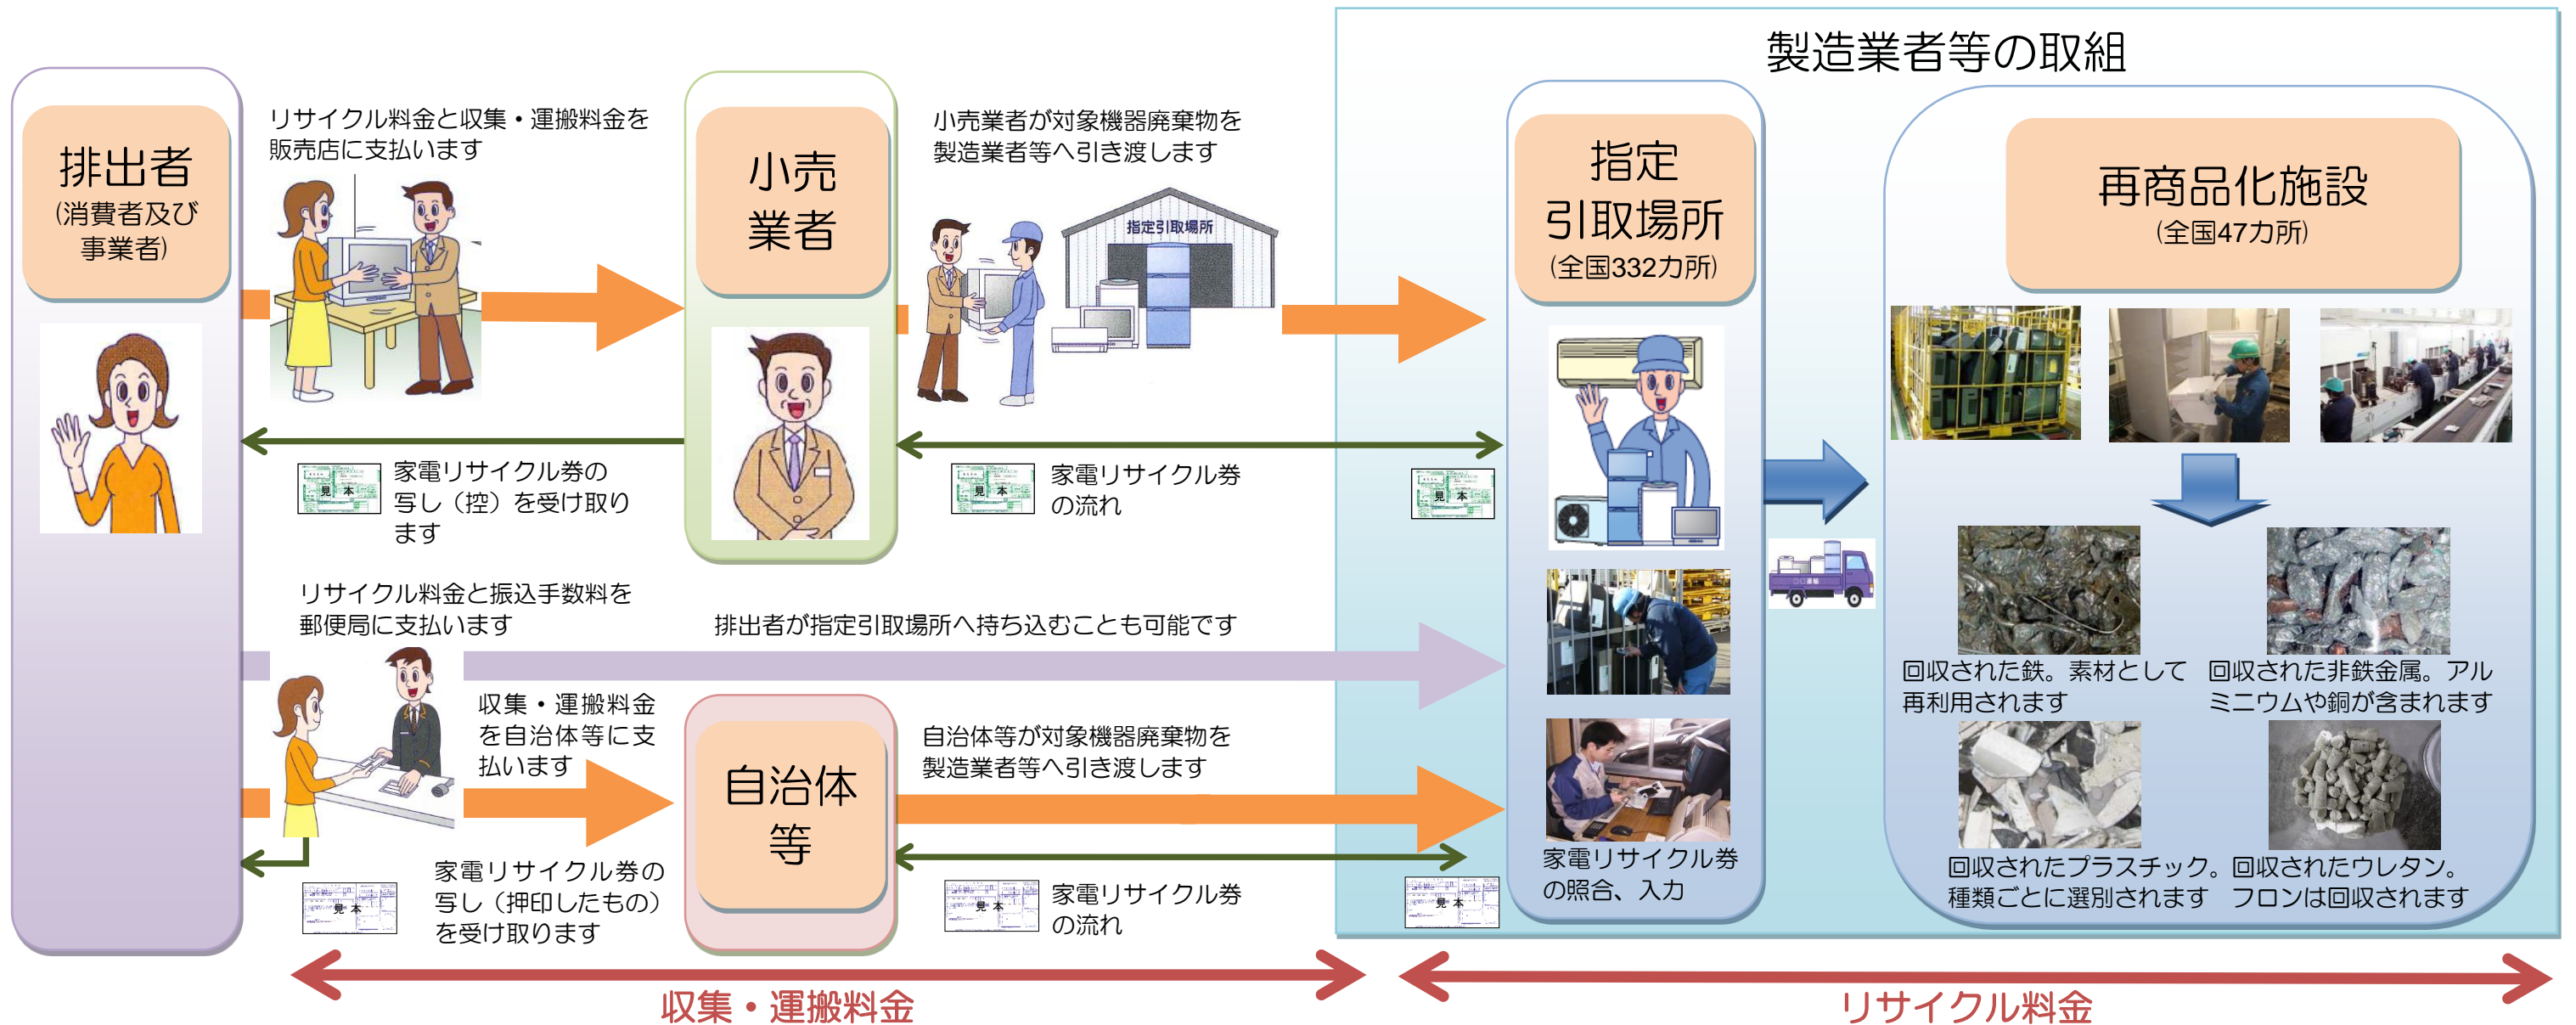 製造業者等の取組
排出者
(消費者及び
事業者)
リサイクル料金と収集・運搬料金を
販売店に支払います
小売
業者
小売業者が対象機器廃棄物を
製造業者等へ引き渡します
指定引取場所
指定
引取場所
(全国332カ所)
再商品化施設
(全国47カ所)
見 本
家電リサイクル券の
写し（控）を受け取り
ます
見 本
家電リサイクル券
の流れ
見 本
リサイクル料金と振込手数料を
郵便局に支払います
排出者が指定引取場所へ持ち込むことも可能です
収集・運搬料金
を自治体等に支
払います
自治体
等
自治体等が対象機器廃棄物を
製造業者等へ引き渡します
家電リサイクル券の
写し（押印したもの）
を受け取ります
見 本
見 本
家電リサイクル券
の流れ
見 本
家電リサイクル券
の照合、入力
回収された鉄。素材として
再利用されます
回収された非鉄金属。アル
ミニウムや銅が含まれます
回収されたプラスチック。
種類ごとに選別されます
回収されたウレタン。
フロンは回収されます
収集・運搬料金
リサイクル料金